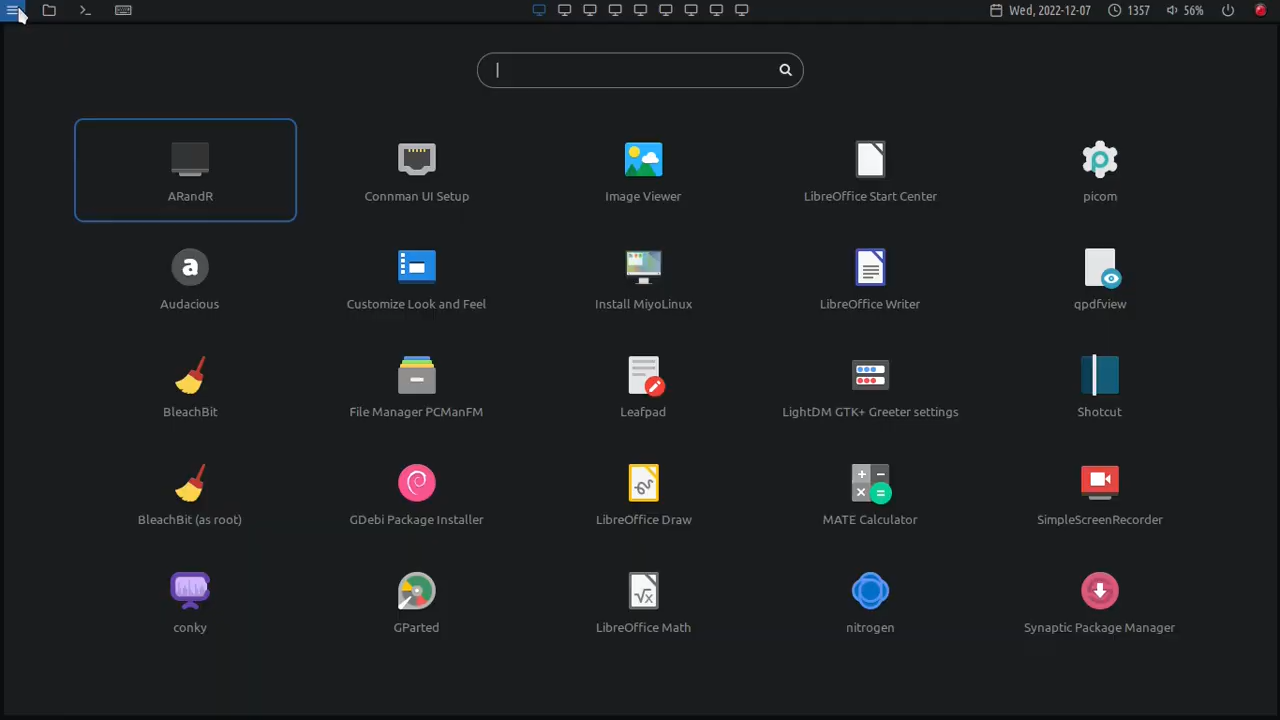 Wed, 2022-12-07 1357 56%
ARandR Connman UI Setup Image Viewer LibreOffice Start Center picom
Audacious Customize Look and Feel Install MiyoLinux LibreOffice Writer qpdfview
BleachBit File Manager PCManFM Leafpad LightDM GTK+ Greeter settings Shotcut
BleachBit (as root) GDebi Package Installer LibreOffice Draw MATE Calculator SimpleScreenRecorder
conky GParted LibreOffice Math nitrogen Synaptic Package Manager